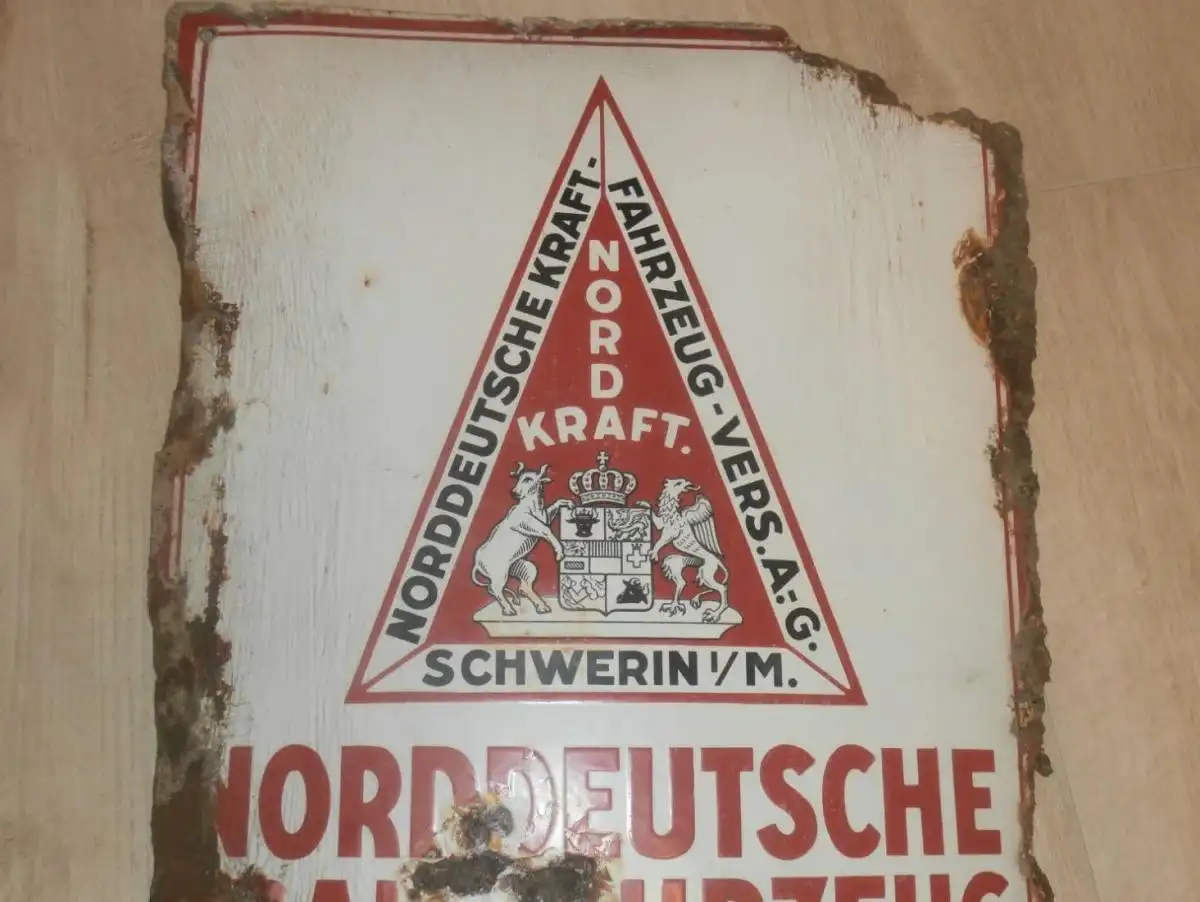 NORDDEUTSCHE KRAFT-
FAHRZEUG-VERS.A.-G.
NORD
KRAFT.
SCHWERIN I/M.
NORDDEUTSCHE